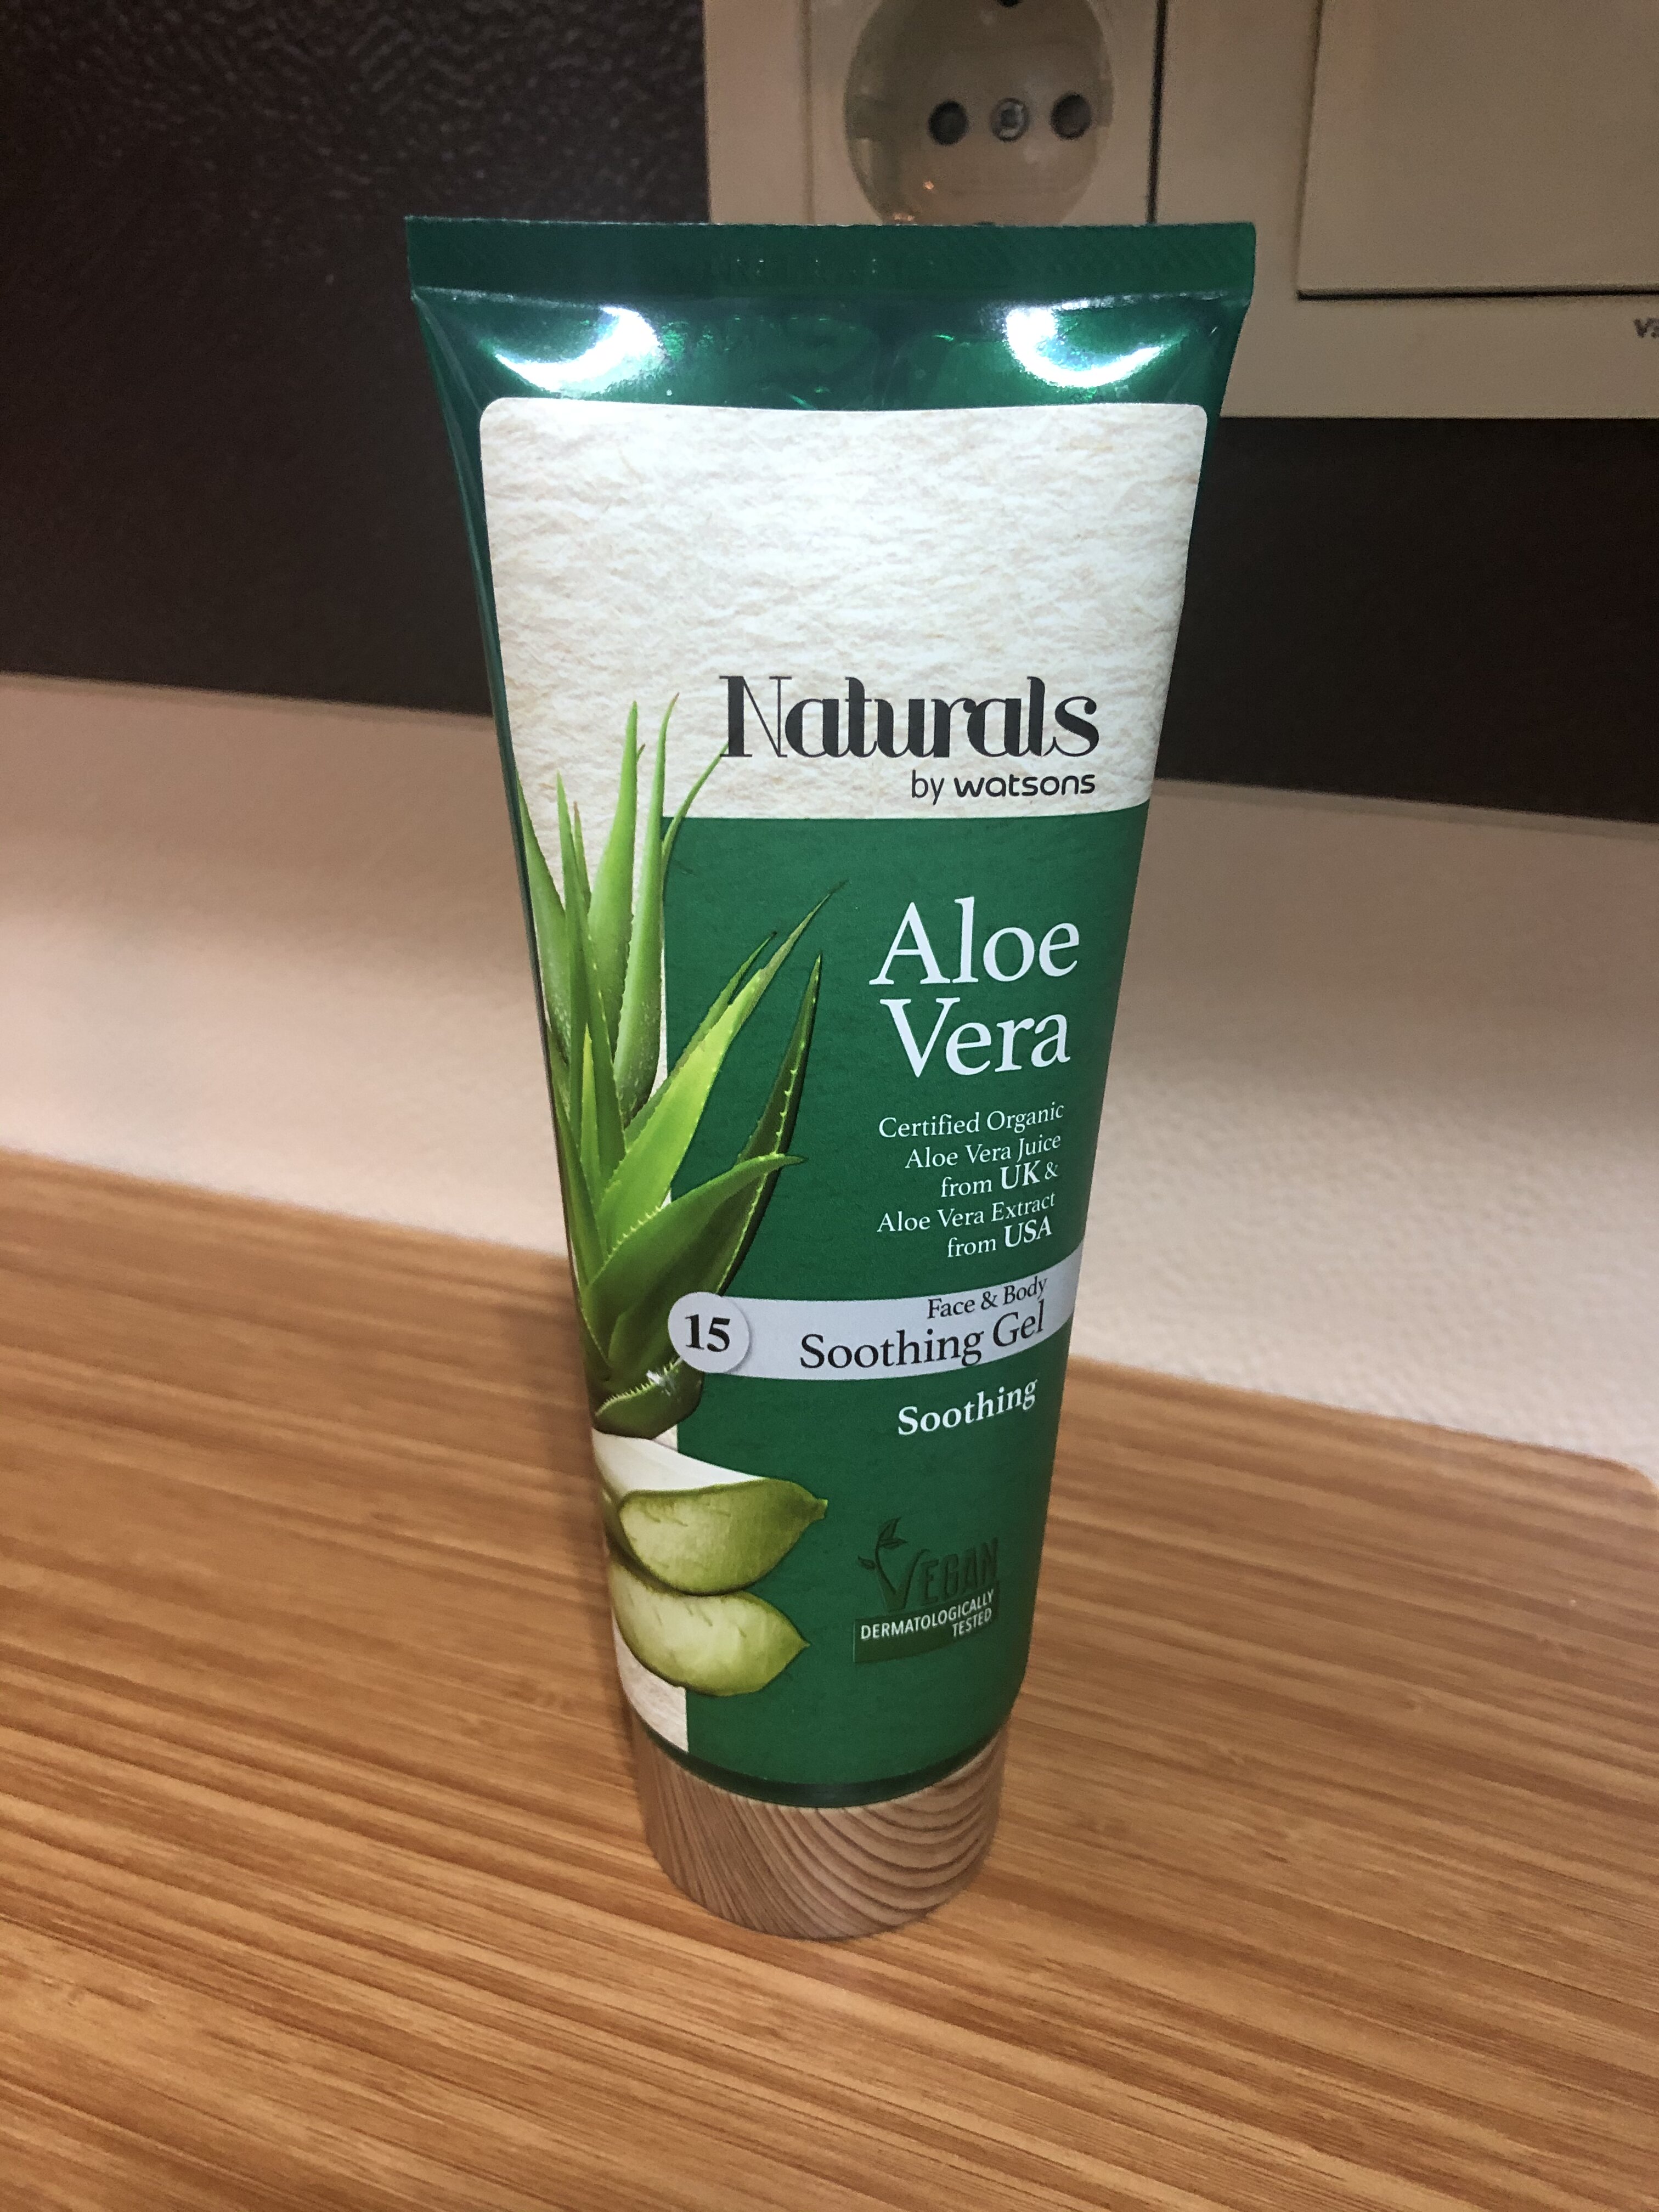 Naturals
by watsons
Aloe
Vera
Certified Organic
Aloe Vera Juice
from UK &
Aloe Vera Extract
from USA
Face & Body
15 Soothing Gel
Soothing
VEGAN
DERMATOLOGICALLY
TESTED